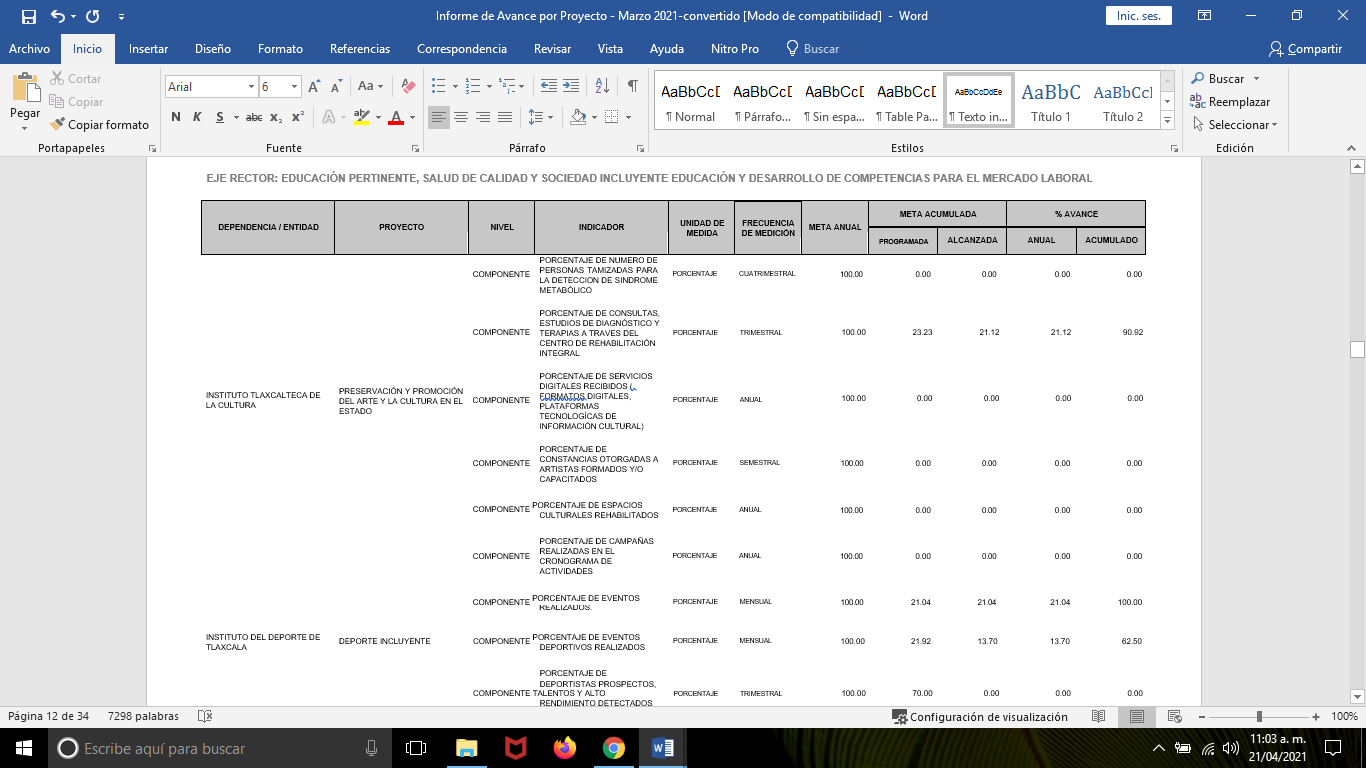 Informe de Avance por Proyecto - Marzo 2021-convertido [Modo de compatibilidad] - Word
Inic. ses.
Archivo Inicio Insertar Diseño Formato Referencias Correspondencia Revisar Vista Ayuda Nitro Pro Buscar Compartir
Pegar
Cortar
Copiar
Copiar formato
Portapapeles
Arial 6 Aa
N K S abc x₂ x² A ab A
Fuente
Párrafo
AaBbCcD AaBbCcD AaBbCcD AaBbCcD AaBbCcDdEe AaBbC AaBbCcI
¶ Normal ¶ Párrafo... ¶ Sin espa... ¶ Table Pa... ¶ Texto in... Título 1 Título 2
Estilos
Buscar
Reemplazar
Seleccionar
Edición
EJE RECTOR: EDUCACIÓN PERTINENTE, SALUD DE CALIDAD Y SOCIEDAD INCLUYENTE EDUCACIÓN Y DESARROLLO DE COMPETENCIAS PARA EL MERCADO LABORAL
DEPENDENCIA / ENTIDAD PROYECTO NIVEL INDICADOR UNIDAD DE MEDIDA FRECUENCIA DE MEDICIÓN META ANUAL META ACUMULADA % AVANCE
PROGRAMADA ALCANZADA ANUAL ACUMULADO
COMPONENTE PORCENTAJE DE NUMERO DE PERSONAS TAMIZADAS PARA LA DETECCION DE SINDROME METABÓLICO PORCENTAJE CUATRIMESTRAL 100.00 0.00 0.00 0.00 0.00
COMPONENTE PORCENTAJE DE CONSULTAS, ESTUDIOS DE DIAGNÓSTICO Y TERAPIAS A TRAVES DEL CENTRO DE REHABILITACIÓN INTEGRAL PORCENTAJE TRIMESTRAL 100.00 23.23 21.12 21.12 90.92
INSTITUTO TLAXCALTECA DE LA CULTURA PRESERVACIÓN Y PROMOCIÓN DEL ARTE Y LA CULTURA EN EL ESTADO COMPONENTE PORCENTAJE DE SERVICIOS DIGITALES RECIBIDOS ( FORMATOS DIGITALES, PLATAFORMAS TECNOLOGÍCAS DE INFORMACIÓN CULTURAL) PORCENTAJE ANUAL 100.00 0.00 0.00 0.00 0.00
COMPONENTE PORCENTAJE DE CONSTANCIAS OTORGADAS A ARTISTAS FORMADOS Y/O CAPACITADOS PORCENTAJE SEMESTRAL 100.00 0.00 0.00 0.00 0.00
COMPONENTE PORCENTAJE DE ESPACIOS CULTURALES REHABILITADOS PORCENTAJE ANUAL 100.00 0.00 0.00 0.00 0.00
COMPONENTE PORCENTAJE DE CAMPAÑAS REALIZADAS EN EL CRONOGRAMA DE ACTIVIDADES PORCENTAJE ANUAL 100.00 0.00 0.00 0.00 0.00
COMPONENTE PORCENTAJE DE EVENTOS REALIZADOS. PORCENTAJE MENSUAL 100.00 21.04 21.04 21.04 100.00
INSTITUTO DEL DEPORTE DE TLAXCALA DEPORTE INCLUYENTE COMPONENTE PORCENTAJE DE EVENTOS DEPORTIVOS REALIZADOS PORCENTAJE MENSUAL 100.00 21.92 13.70 13.70 62.50
COMPONENTE PORCENTAJE DE DEPORTISTAS PROSPECTOS, TALENTOS Y ALTO RENDIMIENTO DETECTADOS PORCENTAJE TRIMESTRAL 100.00 70.00 0.00 0.00 0.00
Página 12 de 34 7298 palabras Configuración de visualización 100%
Escribe aquí para buscar
11:03 a. m.
21/04/2021